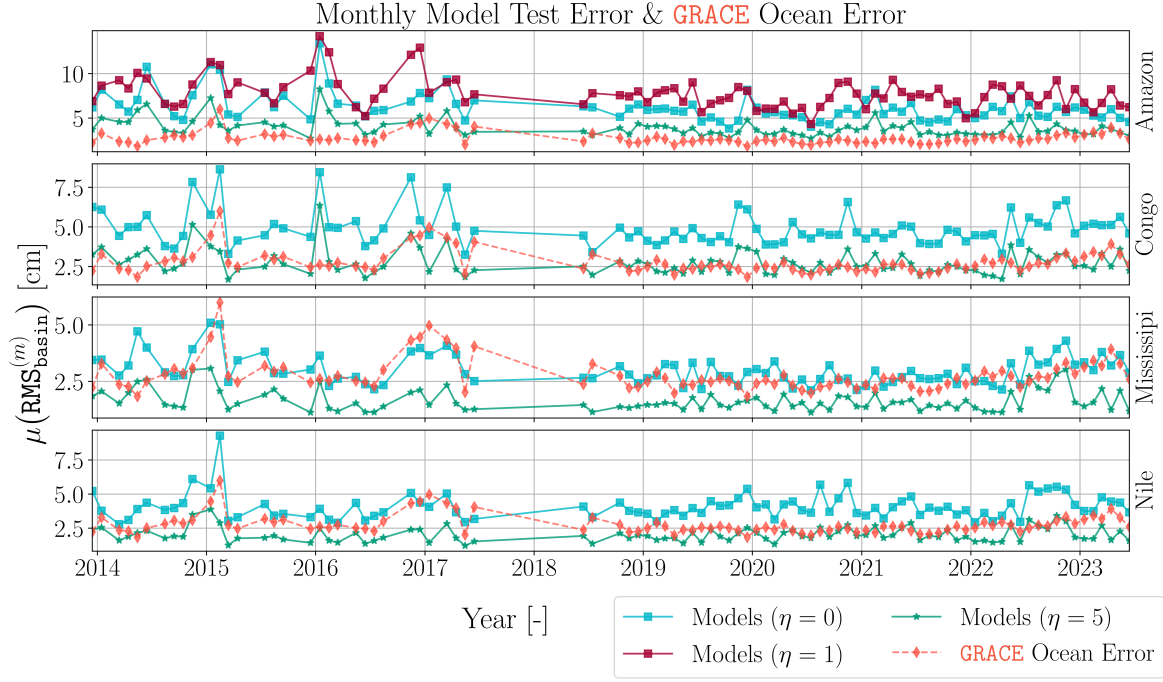 Monthly Model Test Error & GRACE Ocean Error
μ(RMS_basin^(m)) [cm]
10
5
Amazon
7.5
5.0
2.5
Congo
5.0
2.5
Mississipi
7.5
5.0
2.5
Nile
2014 2015 2016 2017 2018 2019 2020 2021 2022 2023
Year [-]
Models (η = 0)
Models (η = 1)
Models (η = 5)
GRACE Ocean Error